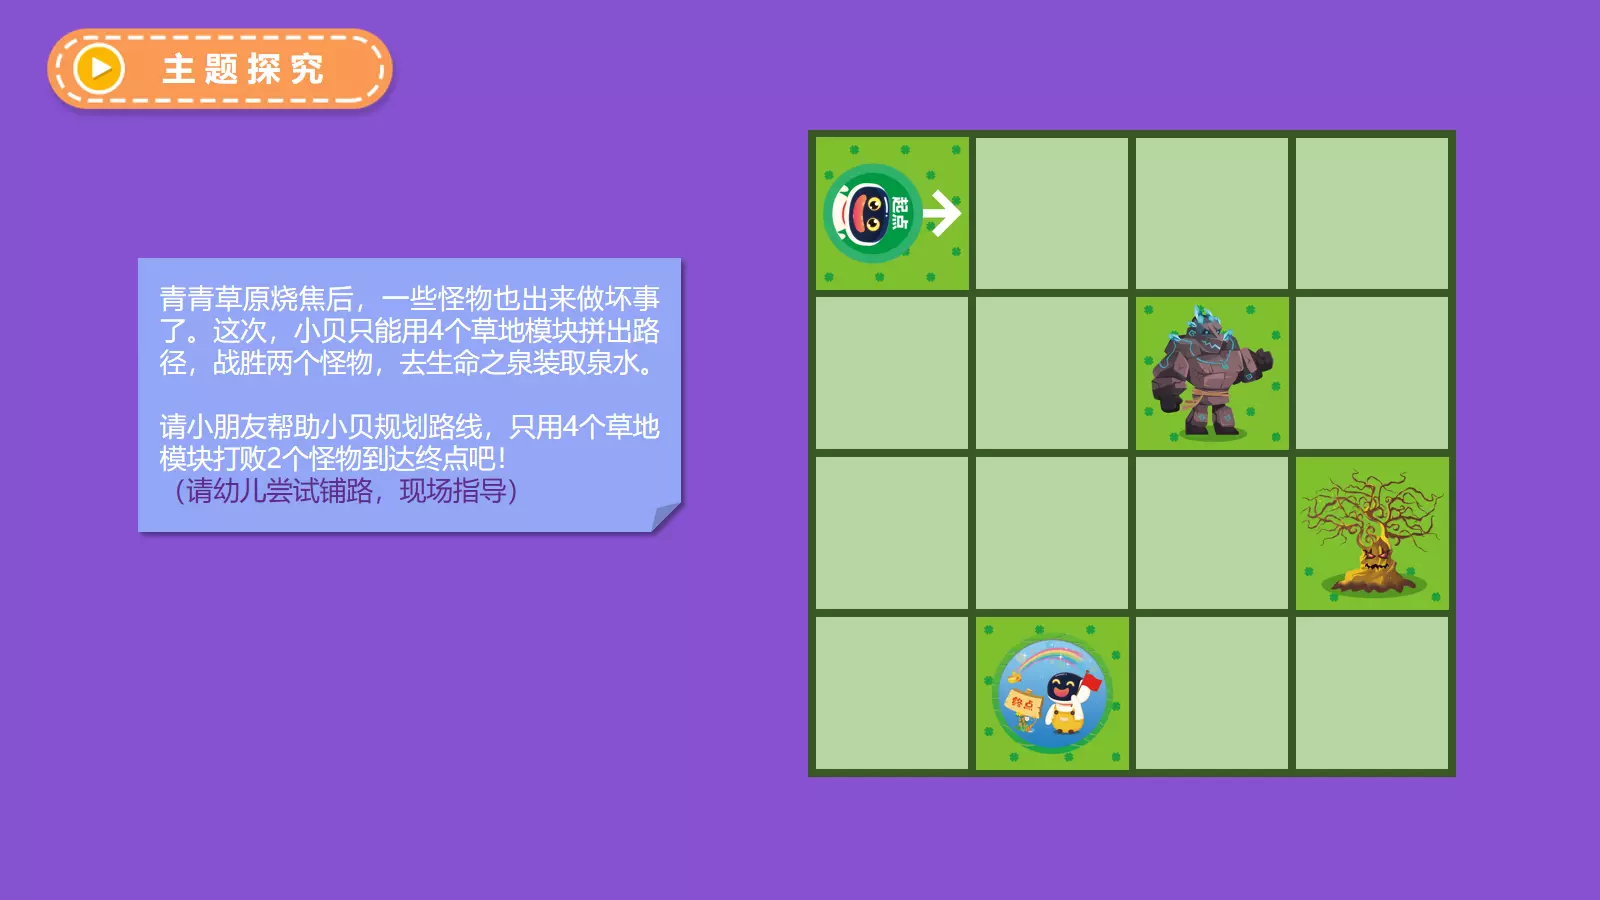 主题探究
青青草原烧焦后，一些怪物也出来做坏事
了。这次，小贝只能用4个草地模块拼出路
径，战胜两个怪物，去生命之泉装取泉水。
请小朋友帮助小贝规划路线，只用4个草地
模块打败2个怪物到达终点吧！
（请幼儿尝试铺路，现场指导）
起点
终点